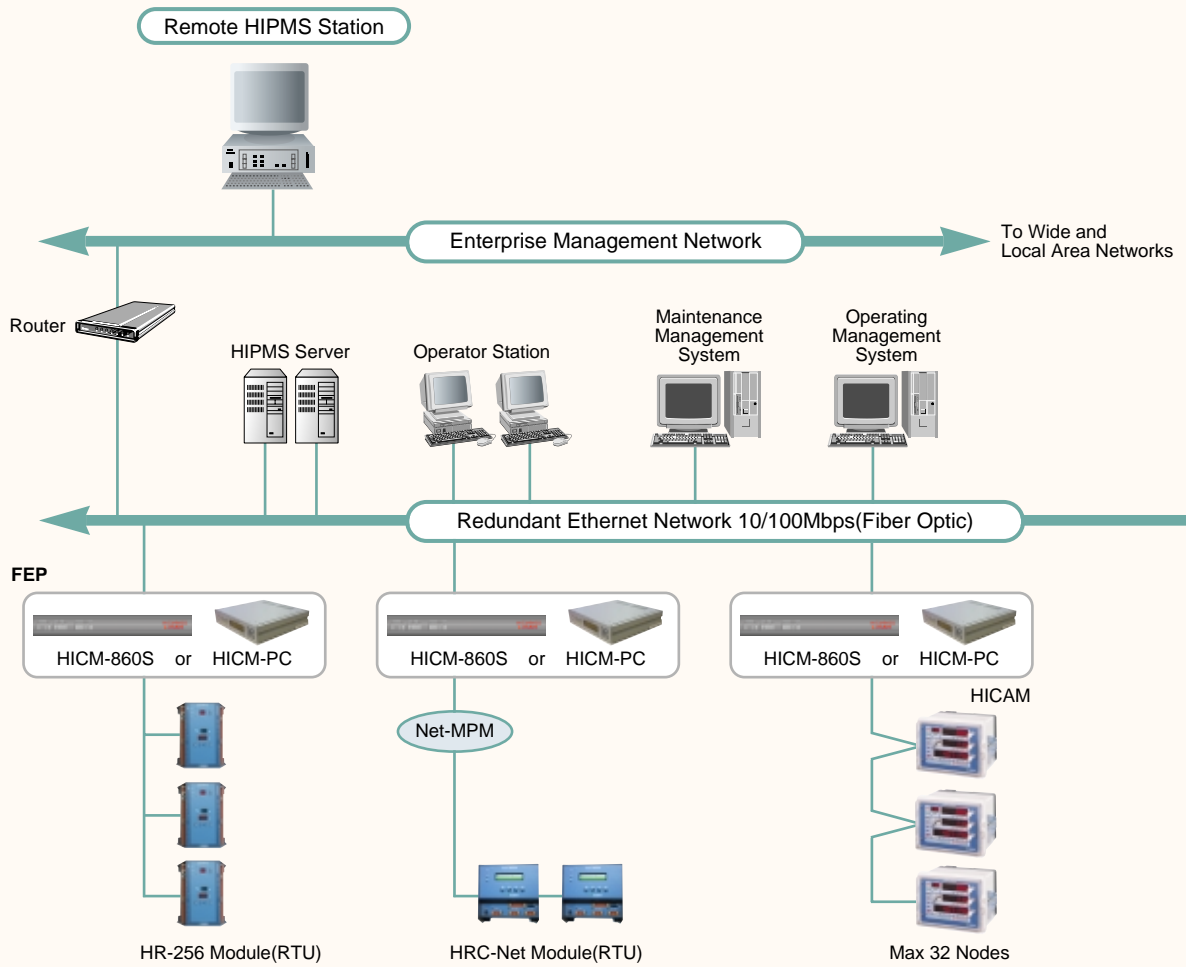 Remote HIPMS Station
Enterprise Management Network
To Wide and
Local Area Networks
Router
HIPMS Server
Operator Station
Maintenance
Management
System
Operating
Management
System
Redundant Ethernet Network 10/100Mbps(Fiber Optic)
FEP
HICM-860S or HICM-PC
HICM-860S or HICM-PC
HICM-860S or HICM-PC
HICAM
Net-MPM
HR-256 Module(RTU)
HRC-Net Module(RTU)
Max 32 Nodes